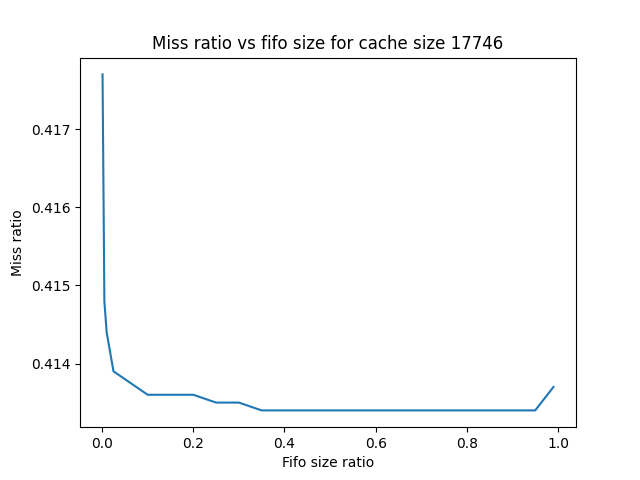 Miss ratio vs fifo size for cache size 17746
0.417
0.416
0.415
0.414
Miss ratio
0.0 0.2 0.4 0.6 0.8 1.0
Fifo size ratio